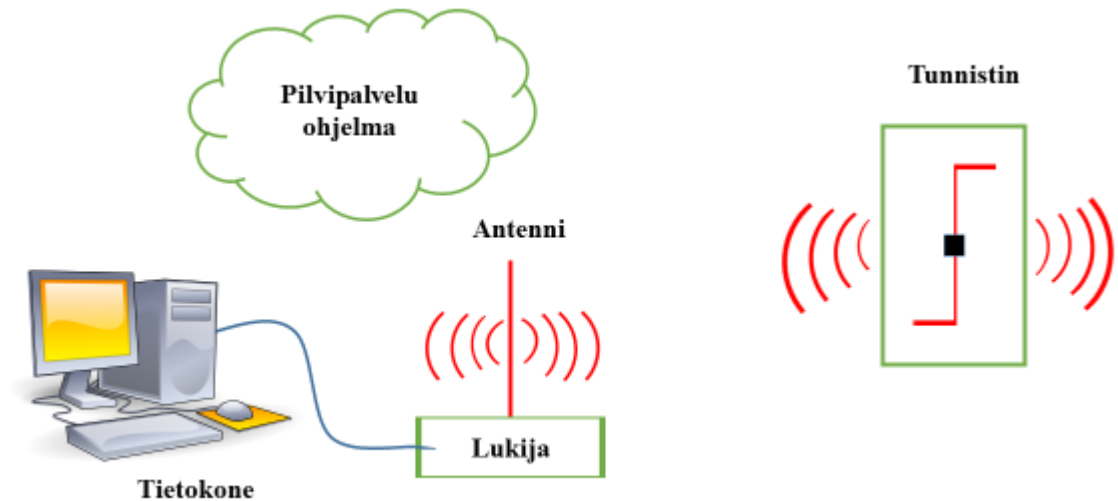 Pilvipalvelu
ohjelma
Tunnistin
Antenni
Lukija
Tietokone